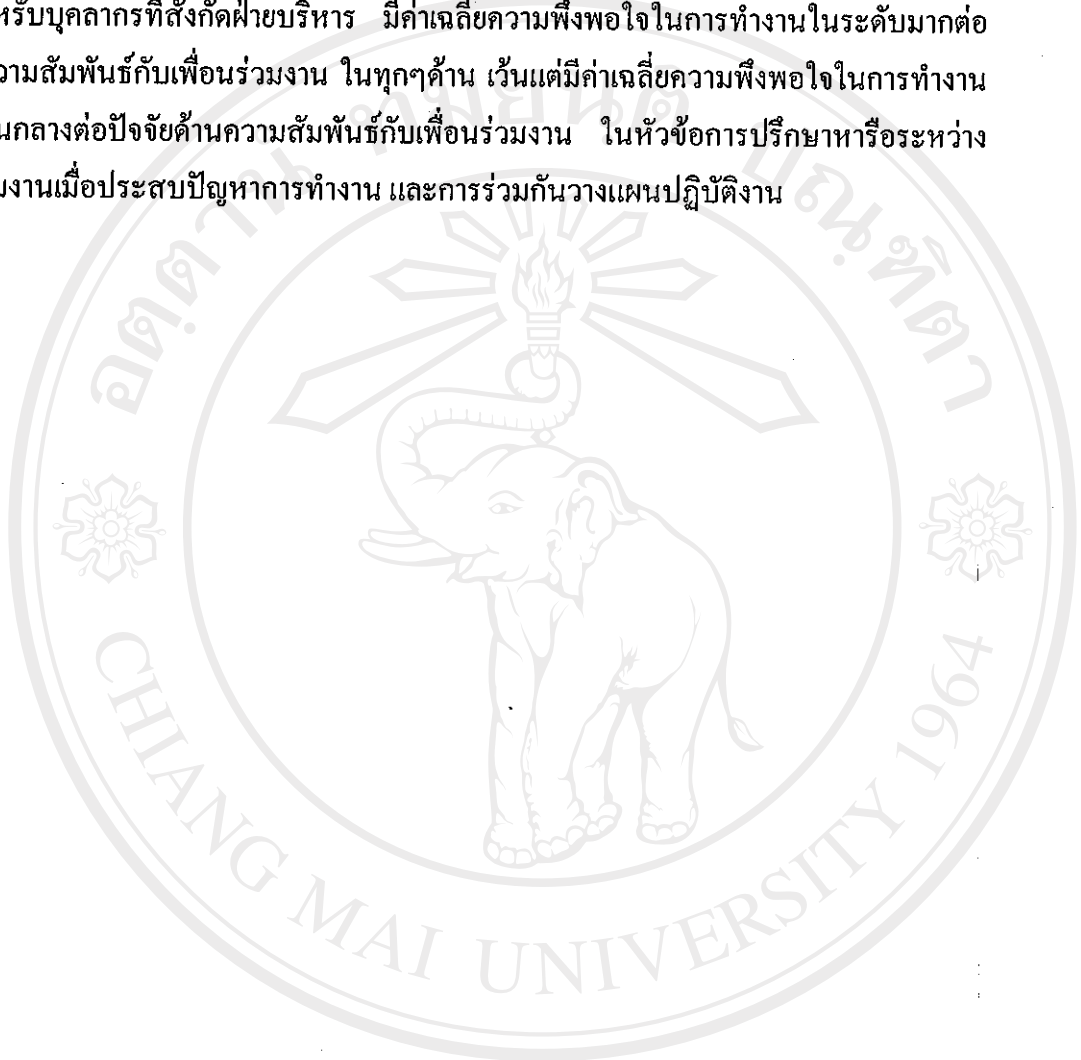 หรับบุคลากรที่สังกัดฝ่ายบริหาร มีค่าเฉลี่ยความพึงพอใจในการทำงานในระดับมากต่อ
วามสัมพันธ์กับเพื่อนร่วมงาน ในทุกๆด้าน เว้นแต่มีค่าเฉลี่ยความพึงพอใจในการทำงาน
นกลางต่อปัจจัยด้านความสัมพันธ์กับเพื่อนร่วมงาน ในหัวข้อการปรึกษาหารือระหว่าง
มงานเมื่อประสบปัญหาการทำงาน และการร่วมกันวางแผนปฏิบัติงาน
อตฺตานํ ทมยนฺติ ปณฺฑิตา
CHIANG MAI UNIVERSITY 1964